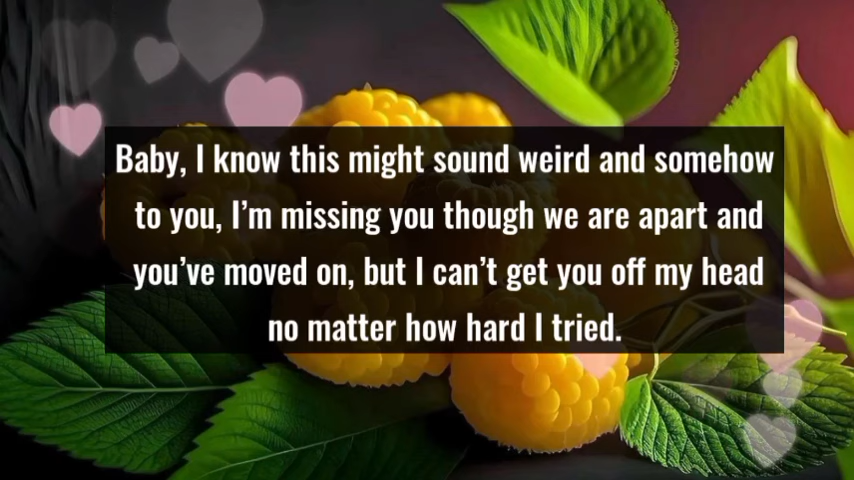 Baby, I know this might sound weird and somehow
to you, I’m missing you though we are apart and
you’ve moved on, but I can’t get you off my head
no matter how hard I tried.